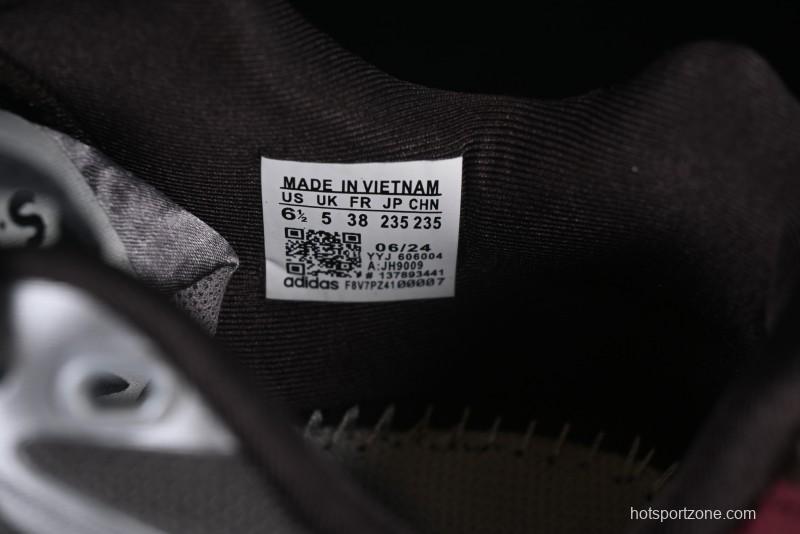 MADE IN VIETNAM
US UK FR JP CHN
6½ 5 38 235 235
06/24
YYJ 606004
A:JH9009
# 137893441
adidas F8V7PZ4100007
S
hotsportzone.com